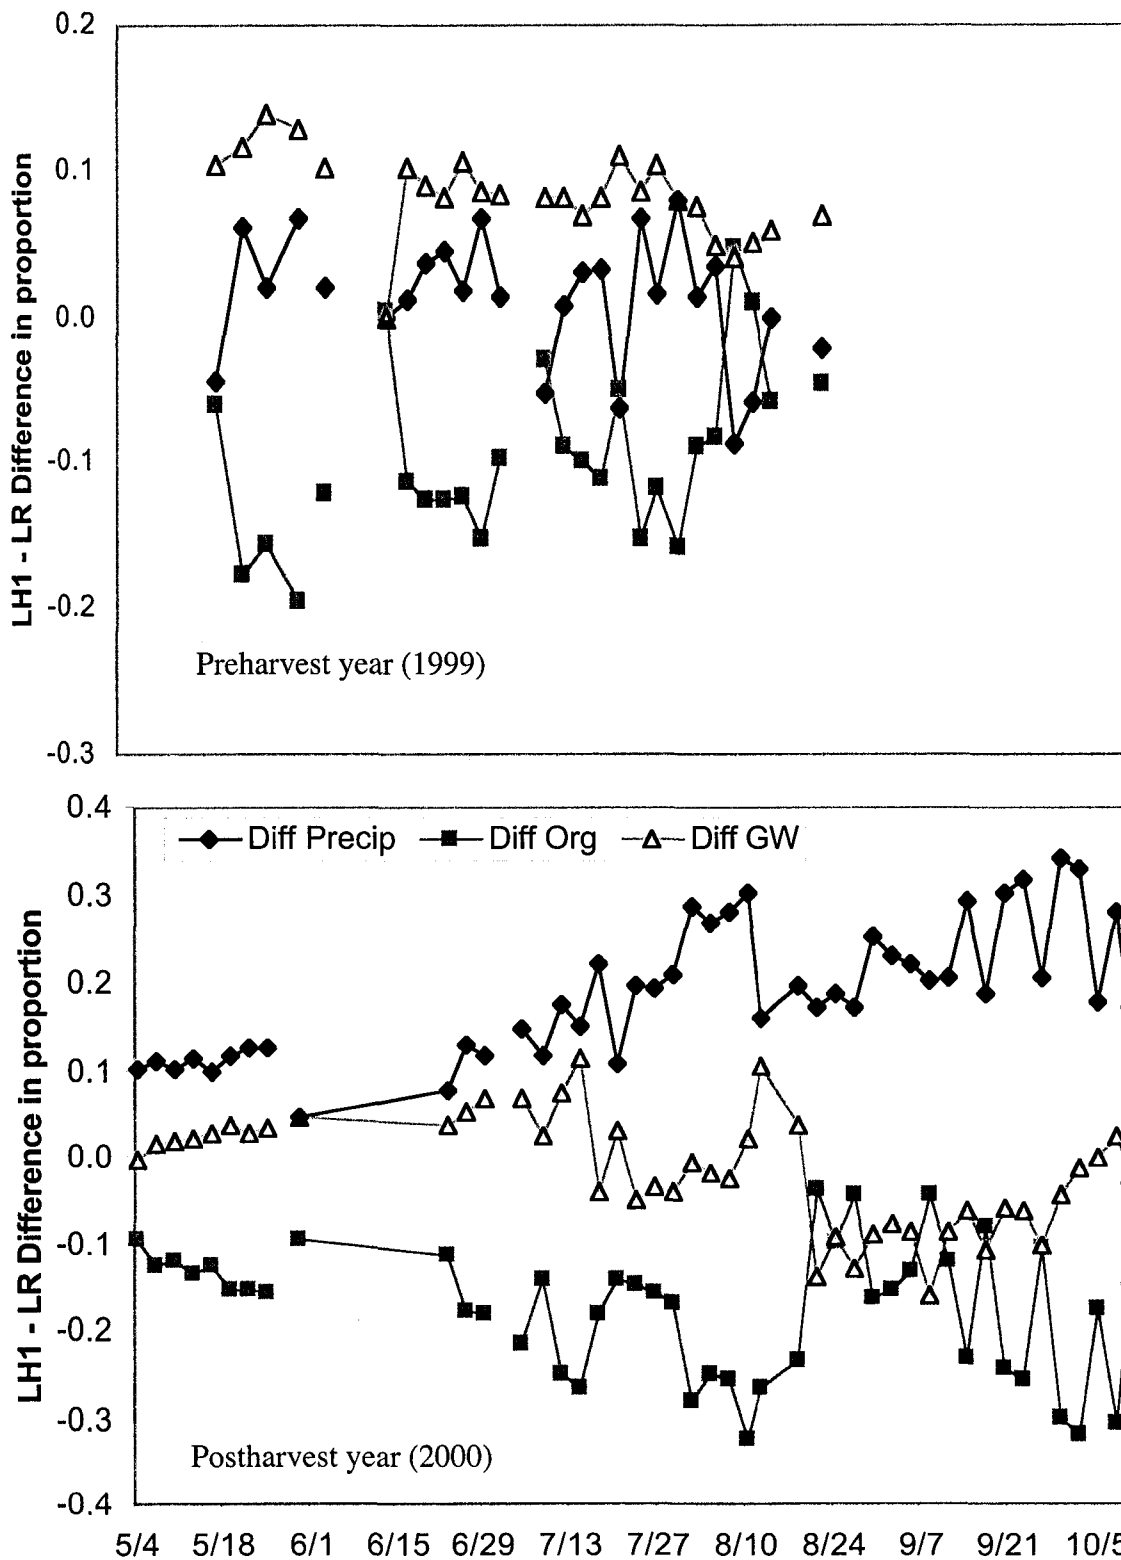 0.2
0.1
0.0
-0.1
-0.2
-0.3
LH1 - LR Difference in proportion
Preharvest year (1999)
0.4
0.3
0.2
0.1
0.0
-0.1
-0.2
-0.3
-0.4
LH1 - LR Difference in proportion
Diff Precip Diff Org Diff GW
Postharvest year (2000)
5/4 5/18 6/1 6/15 6/29 7/13 7/27 8/10 8/24 9/7 9/21 10/5